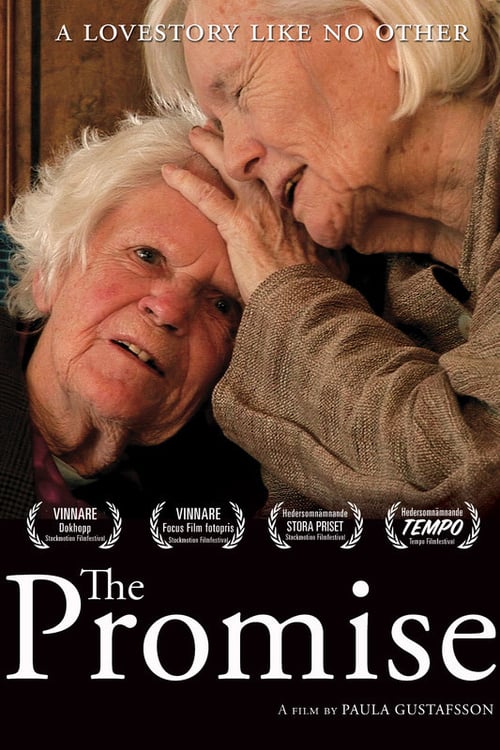 A LOVESTORY LIKE NO OTHER
VINNARE
Dokhopp
Stockmotion Filmfestival
VINNARE
Focus Film fotopris
Stockmotion Filmfestival
Hedersomnämnande
STORA PRISET
Stockmotion Filmfestival
Hedersomnämnande
TEMPO
Tempo Filmfestival
The
Promise
A FILM BY PAULA GUSTAFSSON